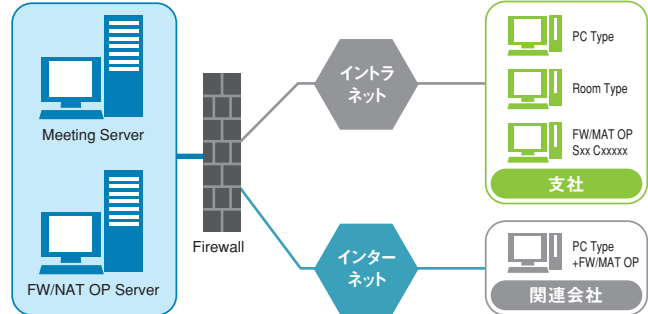 Meeting Server
FW/NAT OP Server
Firewall
イントラ
ネット
インター
ネット
PC Type
Room Type
FW/MAT OP
Sxx Cxxxxx
支社
PC Type
+FW/MAT OP
関連会社